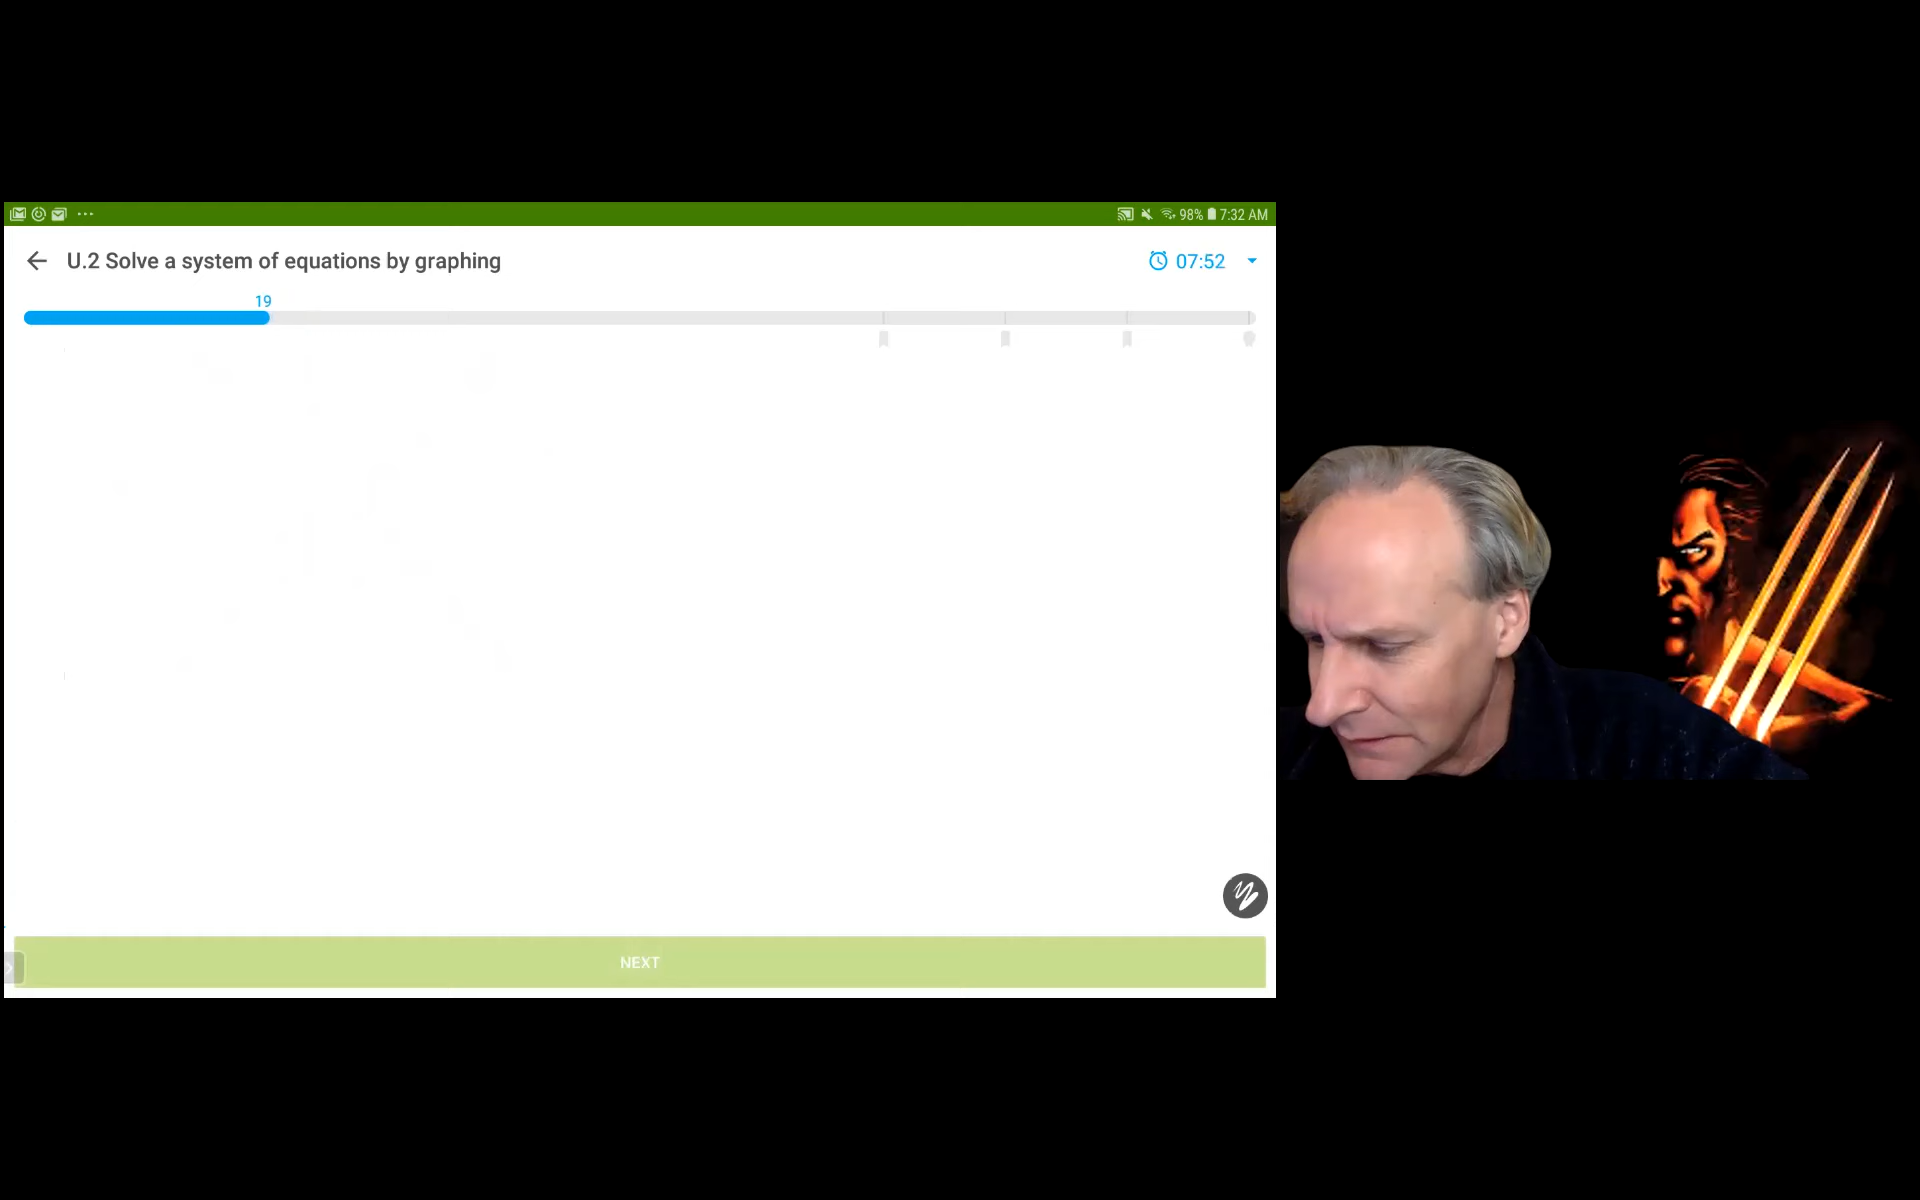 98% 7:32 AM
U.2 Solve a system of equations by graphing
07:52
19
NEXT